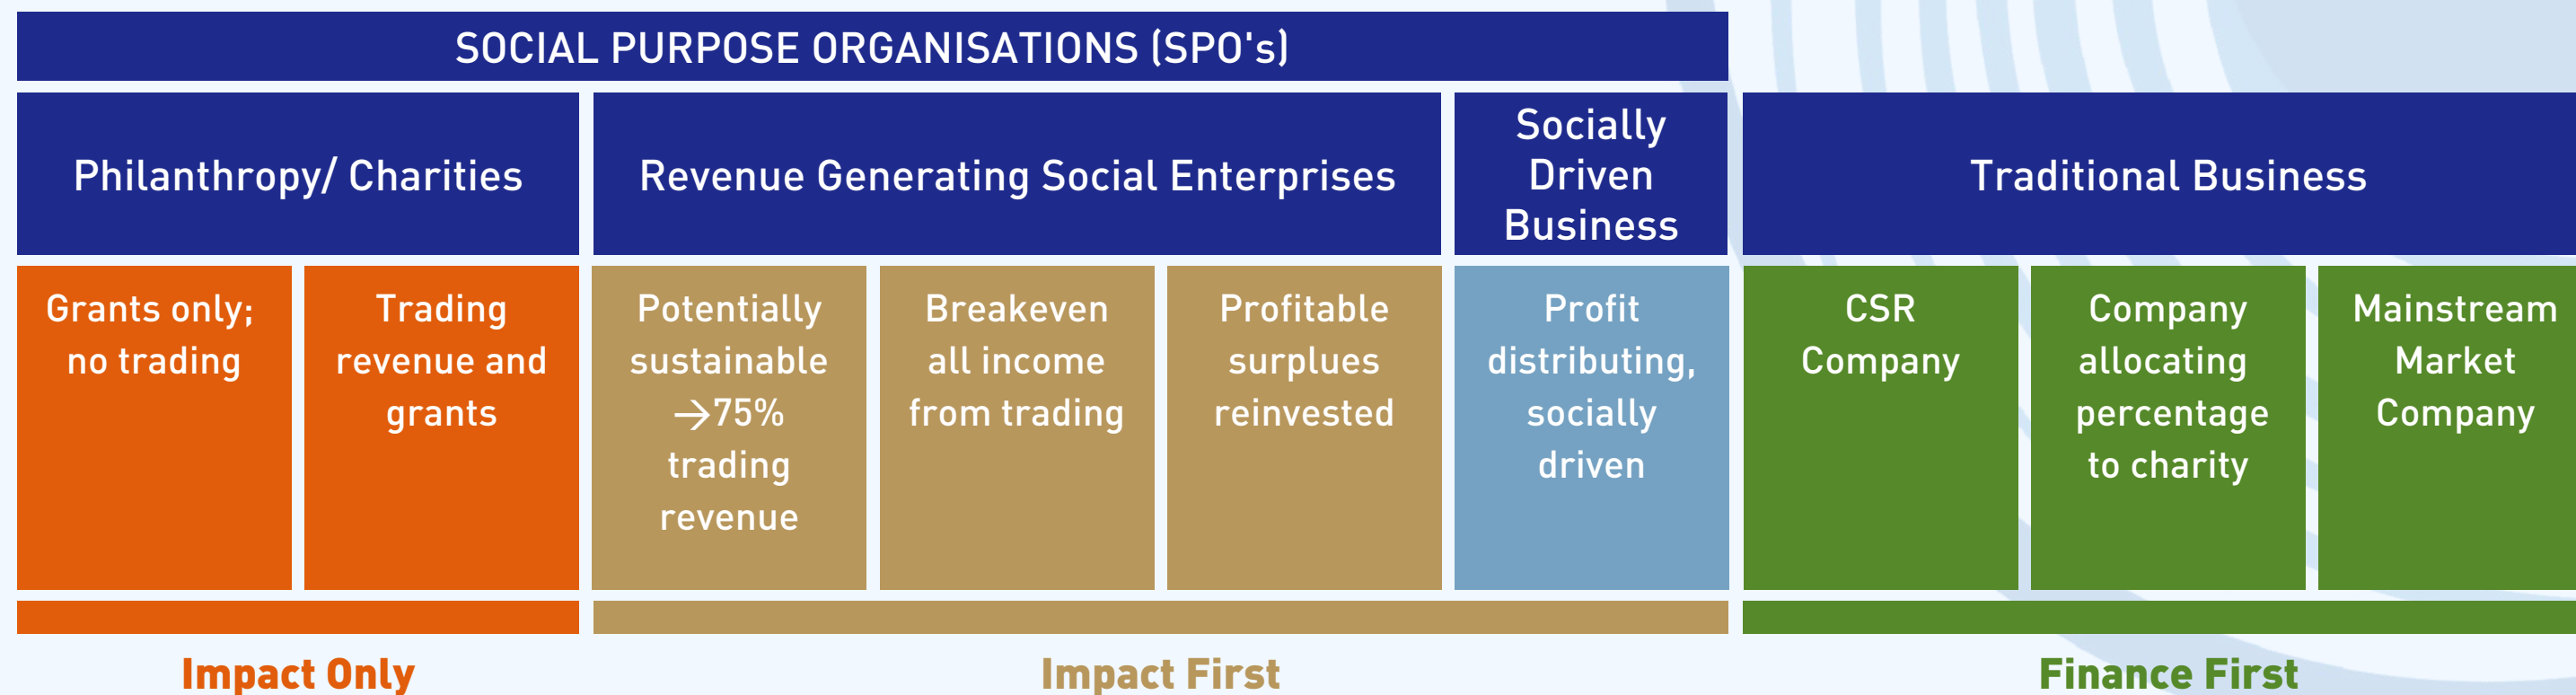 SOCIAL PURPOSE ORGANISATIONS (SPO's)
Philanthropy/ Charities
Revenue Generating Social Enterprises
Socially
Driven
Business
Traditional Business
Grants only;
no trading
Trading
revenue and
grants
Potentially
sustainable
→75%
trading
revenue
Breakeven
all income
from trading
Profitable
surplues
reinvested
Profit
distributing,
socially
driven
CSR
Company
Company
allocating
percentage
to charity
Mainstream
Market
Company
Impact Only
Impact First
Finance First